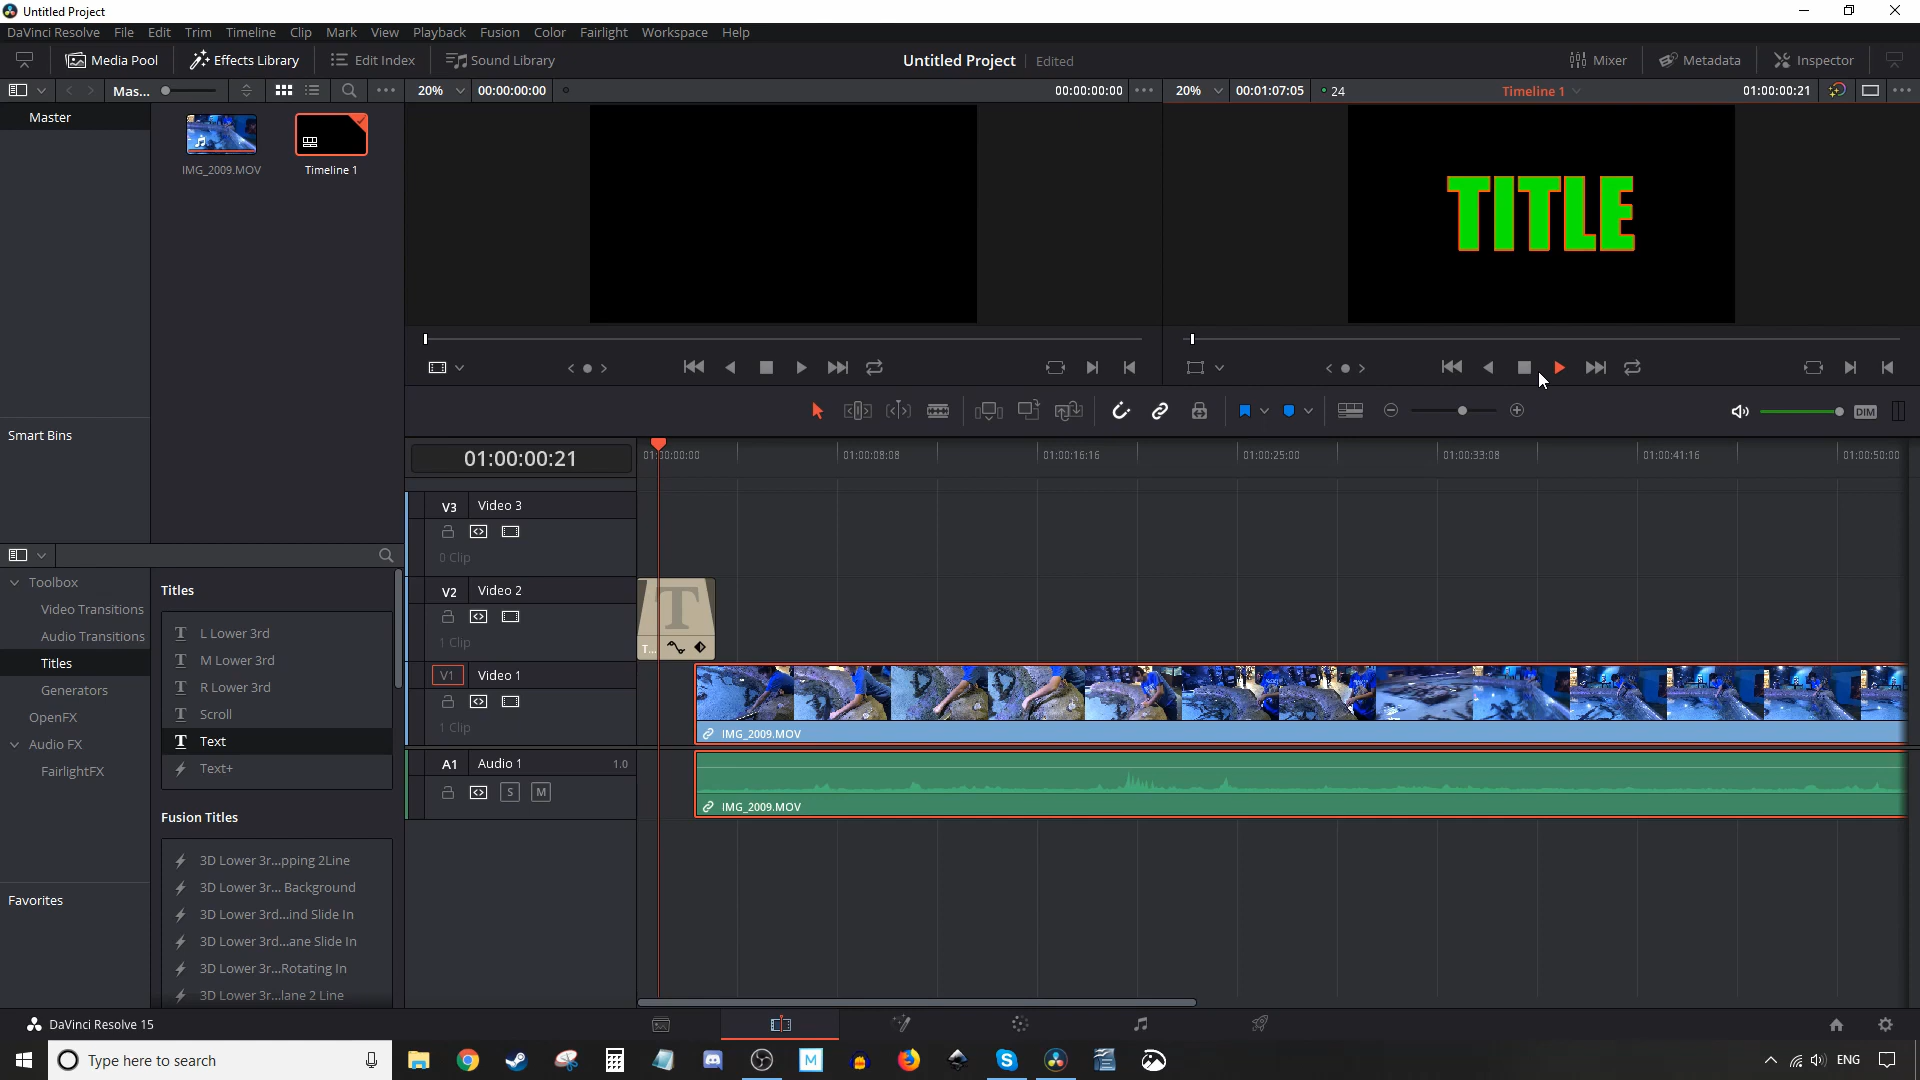 Untitled Project
DaVinci Resolve File Edit Trim Timeline Clip Mark View Playback Fusion Color Fairlight Workspace Help
Media Pool Effects Library Edit Index Sound Library Untitled Project Edited Mixer Metadata Inspector
Mas... 20% 00:00:00:00 00:00:00:00 20% 00:01:07:05 24 Timeline 1 01:00:00:21
Master
IMG_2009.MOV Timeline 1
TITLE
DIM
Smart Bins
01:00:00:21 01:00:00:00 01:00:08:08 01:00:16:16 01:00:25:00 01:00:33:08 01:00:41:16 01:00:50:00
V3 Video 3
0 Clip
V2 Video 2
1 Clip
T
T...
V1 Video 1
1 Clip
IMG_2009.MOV
A1 Audio 1 1.0
S M
IMG_2009.MOV
Toolbox
Video Transitions
Audio Transitions
Titles
Generators
OpenFX
Audio FX
FairlightFX
Favorites
Titles
T L Lower 3rd
T M Lower 3rd
T R Lower 3rd
T Scroll
T Text
Text+
Fusion Titles
3D Lower 3r...pping 2Line
3D Lower 3r... Background
3D Lower 3rd...ind Slide In
3D Lower 3rd...ane Slide In
3D Lower 3r...Rotating In
3D Lower 3r...lane 2 Line
DaVinci Resolve 15
Type here to search M ENG